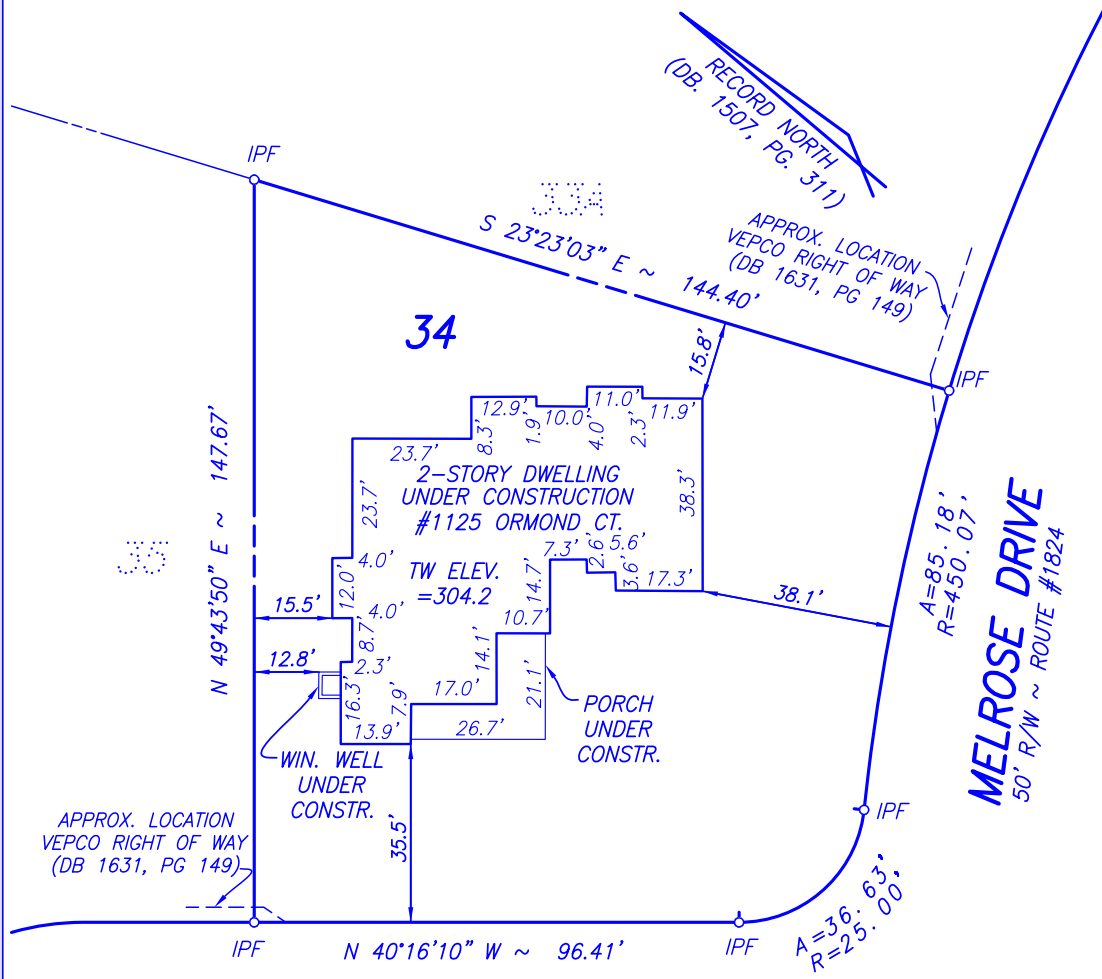 RECORD NORTH
(DB. 1507, PG. 311)
IPF
33A
S 23°23'03" E ~ 144.40'
APPROX. LOCATION
VEPCO RIGHT OF WAY
(DB 1631, PG 149)
34
15.8'
IPF
12.9'
11.0'
10.0'
11.9'
8.3'
1.9'
4.0'
2.3'
23.7'
2-STORY DWELLING
UNDER CONSTRUCTION
#1125 ORMOND CT.
38.3'
23.7'
N 49°43'50" E ~ 147.67'
35
7.3'
2.6'
5.6'
4.0'
TW ELEV.
=304.2
14.7'
3.6'
17.3'
12.0'
15.5'
4.0'
10.7'
38.1'
A=85.18'
R=450.07'
MELROSE DRIVE
50' R/W ~ ROUTE #1824
8.7'
14.1'
12.8'
2.3'
16.3'
7.9'
17.0'
21.1'
13.9'
26.7'
PORCH
UNDER
CONSTR.
WIN. WELL
UNDER
CONSTR.
35.5'
IPF
APPROX. LOCATION
VEPCO RIGHT OF WAY
(DB 1631, PG 149)
A=36.63'
R=25.00'
IPF
N 40°16'10" W ~ 96.41'
IPF